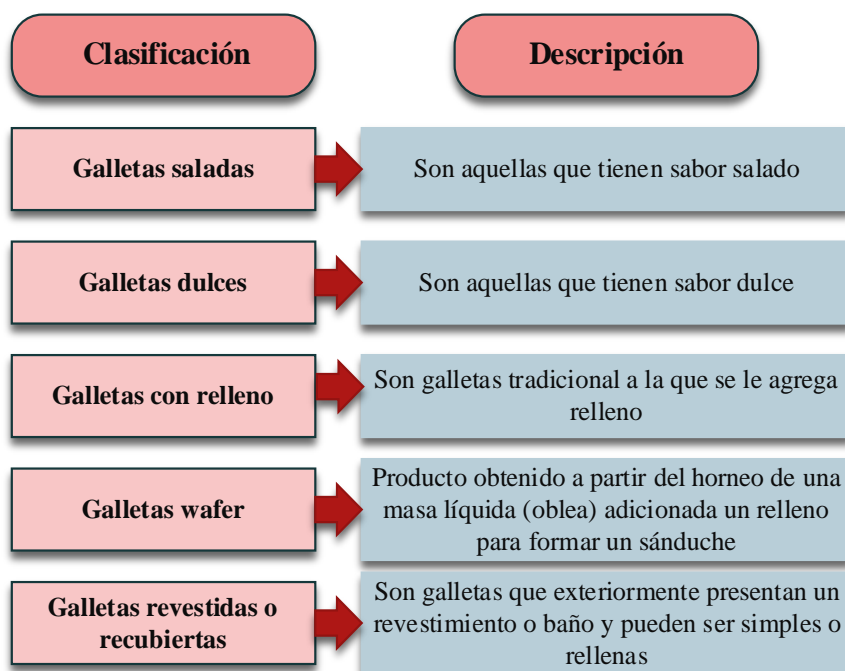 Clasificación
Descripción
Galletas saladas
Son aquellas que tienen sabor salado
Galletas dulces
Son aquellas que tienen sabor dulce
Galletas con relleno
Son galletas tradicional a la que se le agrega
relleno
Galletas wafer
Producto obtenido a partir del horneo de una
masa líquida (oblea) adicionada un relleno
para formar un sánduche
Galletas revestidas o
recubiertas
Son galletas que exteriormente presentan un
revestimiento o baño y pueden ser simples o
rellenas